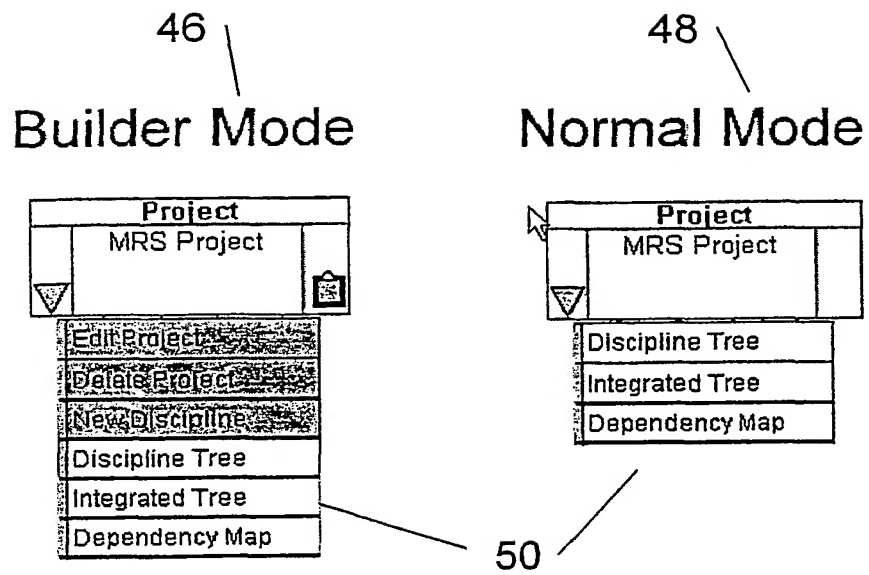 46
48
Builder Mode
Normal Mode
Project
MRS Project
Edit Project
Delete Project
New Discipline
Discipline Tree
Integrated Tree
Dependency Map
Project
MRS Project
Discipline Tree
Integrated Tree
Dependency Map
50